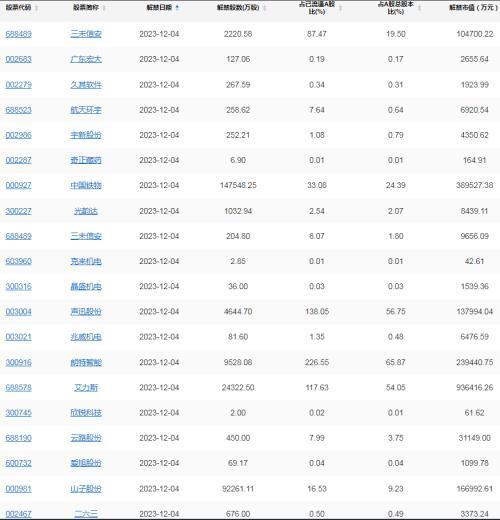 股票代码 股票简称 解禁日期 解禁股数(万股) 占已流通A股比(%) 占A股总股本比(%) 解禁市值(万元)
688489 三未信安 2023-12-04 2220.58 87.47 19.50 104700.22
002683 广东宏大 2023-12-04 127.06 0.19 0.17 2655.64
002279 久其软件 2023-12-04 267.59 0.34 0.31 1923.99
688523 航天环宇 2023-12-04 258.62 7.64 0.64 6920.54
002986 宇新股份 2023-12-04 252.21 1.08 0.79 4350.62
002287 奇正藏药 2023-12-04 6.90 0.01 0.01 164.91
000927 中国铁物 2023-12-04 147548.25 33.08 24.39 389527.38
300227 光韵达 2023-12-04 1032.94 2.54 2.07 8439.11
688489 三未信安 2023-12-04 204.80 8.07 1.80 9656.09
603960 克来机电 2023-12-04 2.85 0.01 0.01 42.61
300316 晶盛机电 2023-12-04 36.00 0.03 0.03 1539.36
003004 声迅股份 2023-12-04 4644.70 138.05 56.75 137994.04
003021 兆威机电 2023-12-04 81.60 1.35 0.48 6476.59
300916 朗特智能 2023-12-04 9528.08 226.55 65.87 239440.75
688578 艾力斯 2023-12-04 24322.50 117.63 54.05 936416.26
300745 欣锐科技 2023-12-04 2.00 0.02 0.01 61.62
688190 云路股份 2023-12-04 450.00 7.99 3.75 31149.00
600732 爱旭股份 2023-12-04 69.17 0.04 0.04 1099.78
000981 山子股份 2023-12-04 92261.11 16.53 9.23 166992.61
002467 二六三 2023-12-04 676.00 0.50 0.49 3373.24